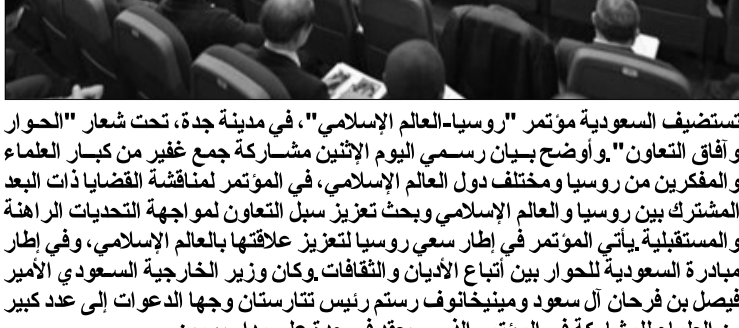 تستضيف السعودية مؤتمر "روسيا-العالم الإسلامي"، في مدينة جدة، تحت شعار "الحوار
وآفاق التعاون".وأوضح بيان رسمي اليوم الإثنين مشاركة جمع غفير من كبار العلماء
والمفكرين من روسيا ومختلف دول العالم الإسلامي، في المؤتمر لمناقشة القضايا ذات البعد
المشترك بين روسيا والعالم الإسلامي وبحث تعزيز سبل التعاون لمواجهة التحديات الراهنة
والمستقبلية.يأتي المؤتمر في إطار سعي روسيا لتعزيز علاقتها بالعالم الإسلامي، وفي إطار
مبادرة السعودية للحوار بين أتباع الأديان والثقافات.وكان وزير الخارجية السعودي الأمير
فيصل بن فرحان آل سعود ومينيخانوف رستم رئيس تتارستان وجها الدعوات إلى عدد كبير